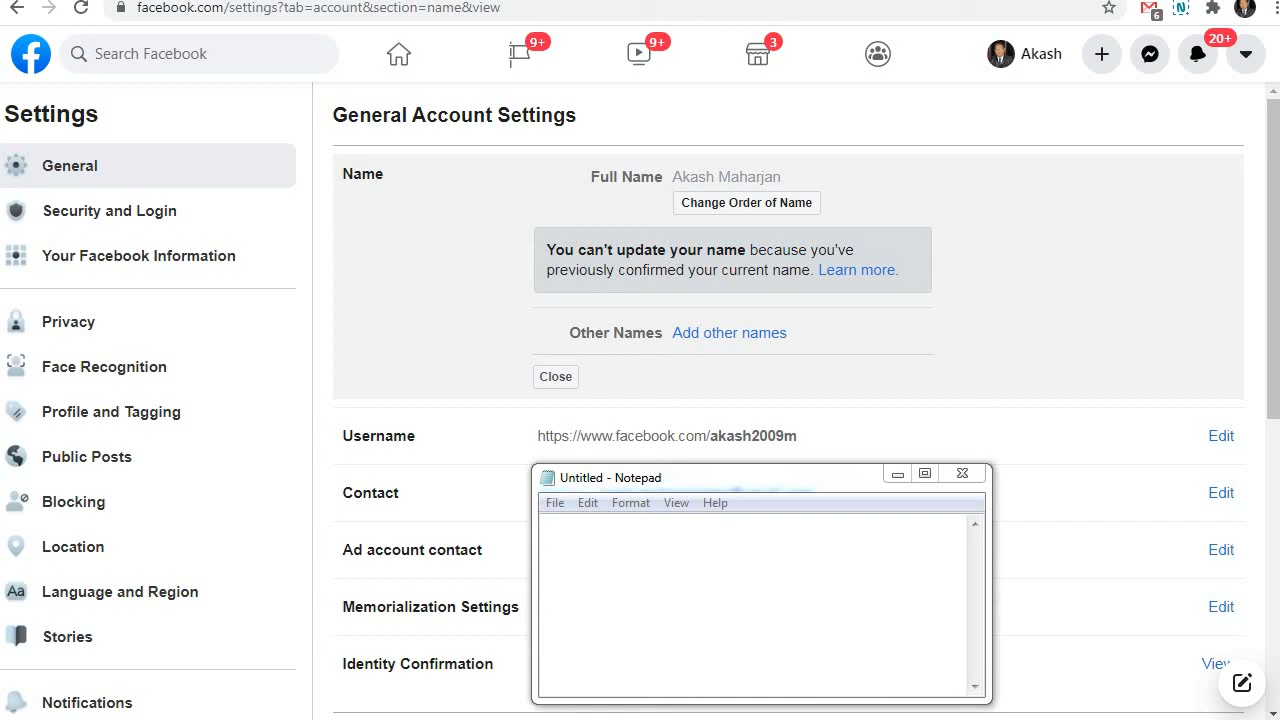 facebook.com/settings?tab=account&section=name&view
6
Search Facebook
9+
9+
3
Akash
20+
Settings
General
Security and Login
Your Facebook Information
Privacy
Face Recognition
Profile and Tagging
Public Posts
Blocking
Location
Aa Language and Region
Stories
Notifications
General Account Settings
Name
Full Name Akash Maharjan
Change Order of Name
You can't update your name because you've
previously confirmed your current name. Learn more.
Other Names Add other names
Close
Username https://www.facebook.com/akash2009m Edit
Contact Edit
Ad account contact Edit
Memorialization Settings Edit
Identity Confirmation View
Untitled - Notepad
File Edit Format View Help